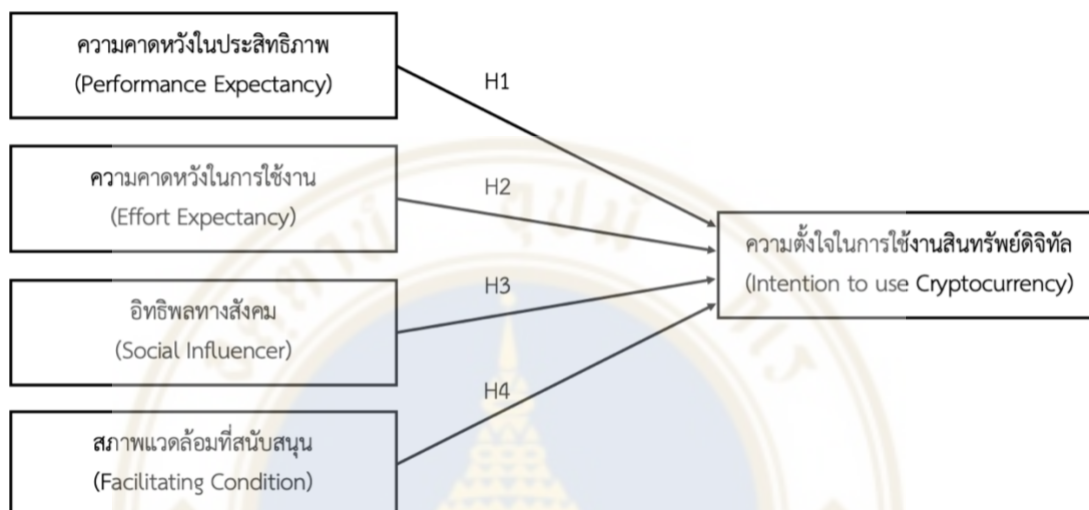 ความคาดหวังในประสิทธิภาพ
(Performance Expectancy)
H1
ความคาดหวังในการใช้งาน
(Effort Expectancy)
H2
ความตั้งใจในการใช้งานสินทรัพย์ดิจิทัล
(Intention to use Cryptocurrency)
อิทธิพลทางสังคม
(Social Influencer)
H3
H4
สภาพแวดล้อมที่สนับสนุน
(Facilitating Condition)